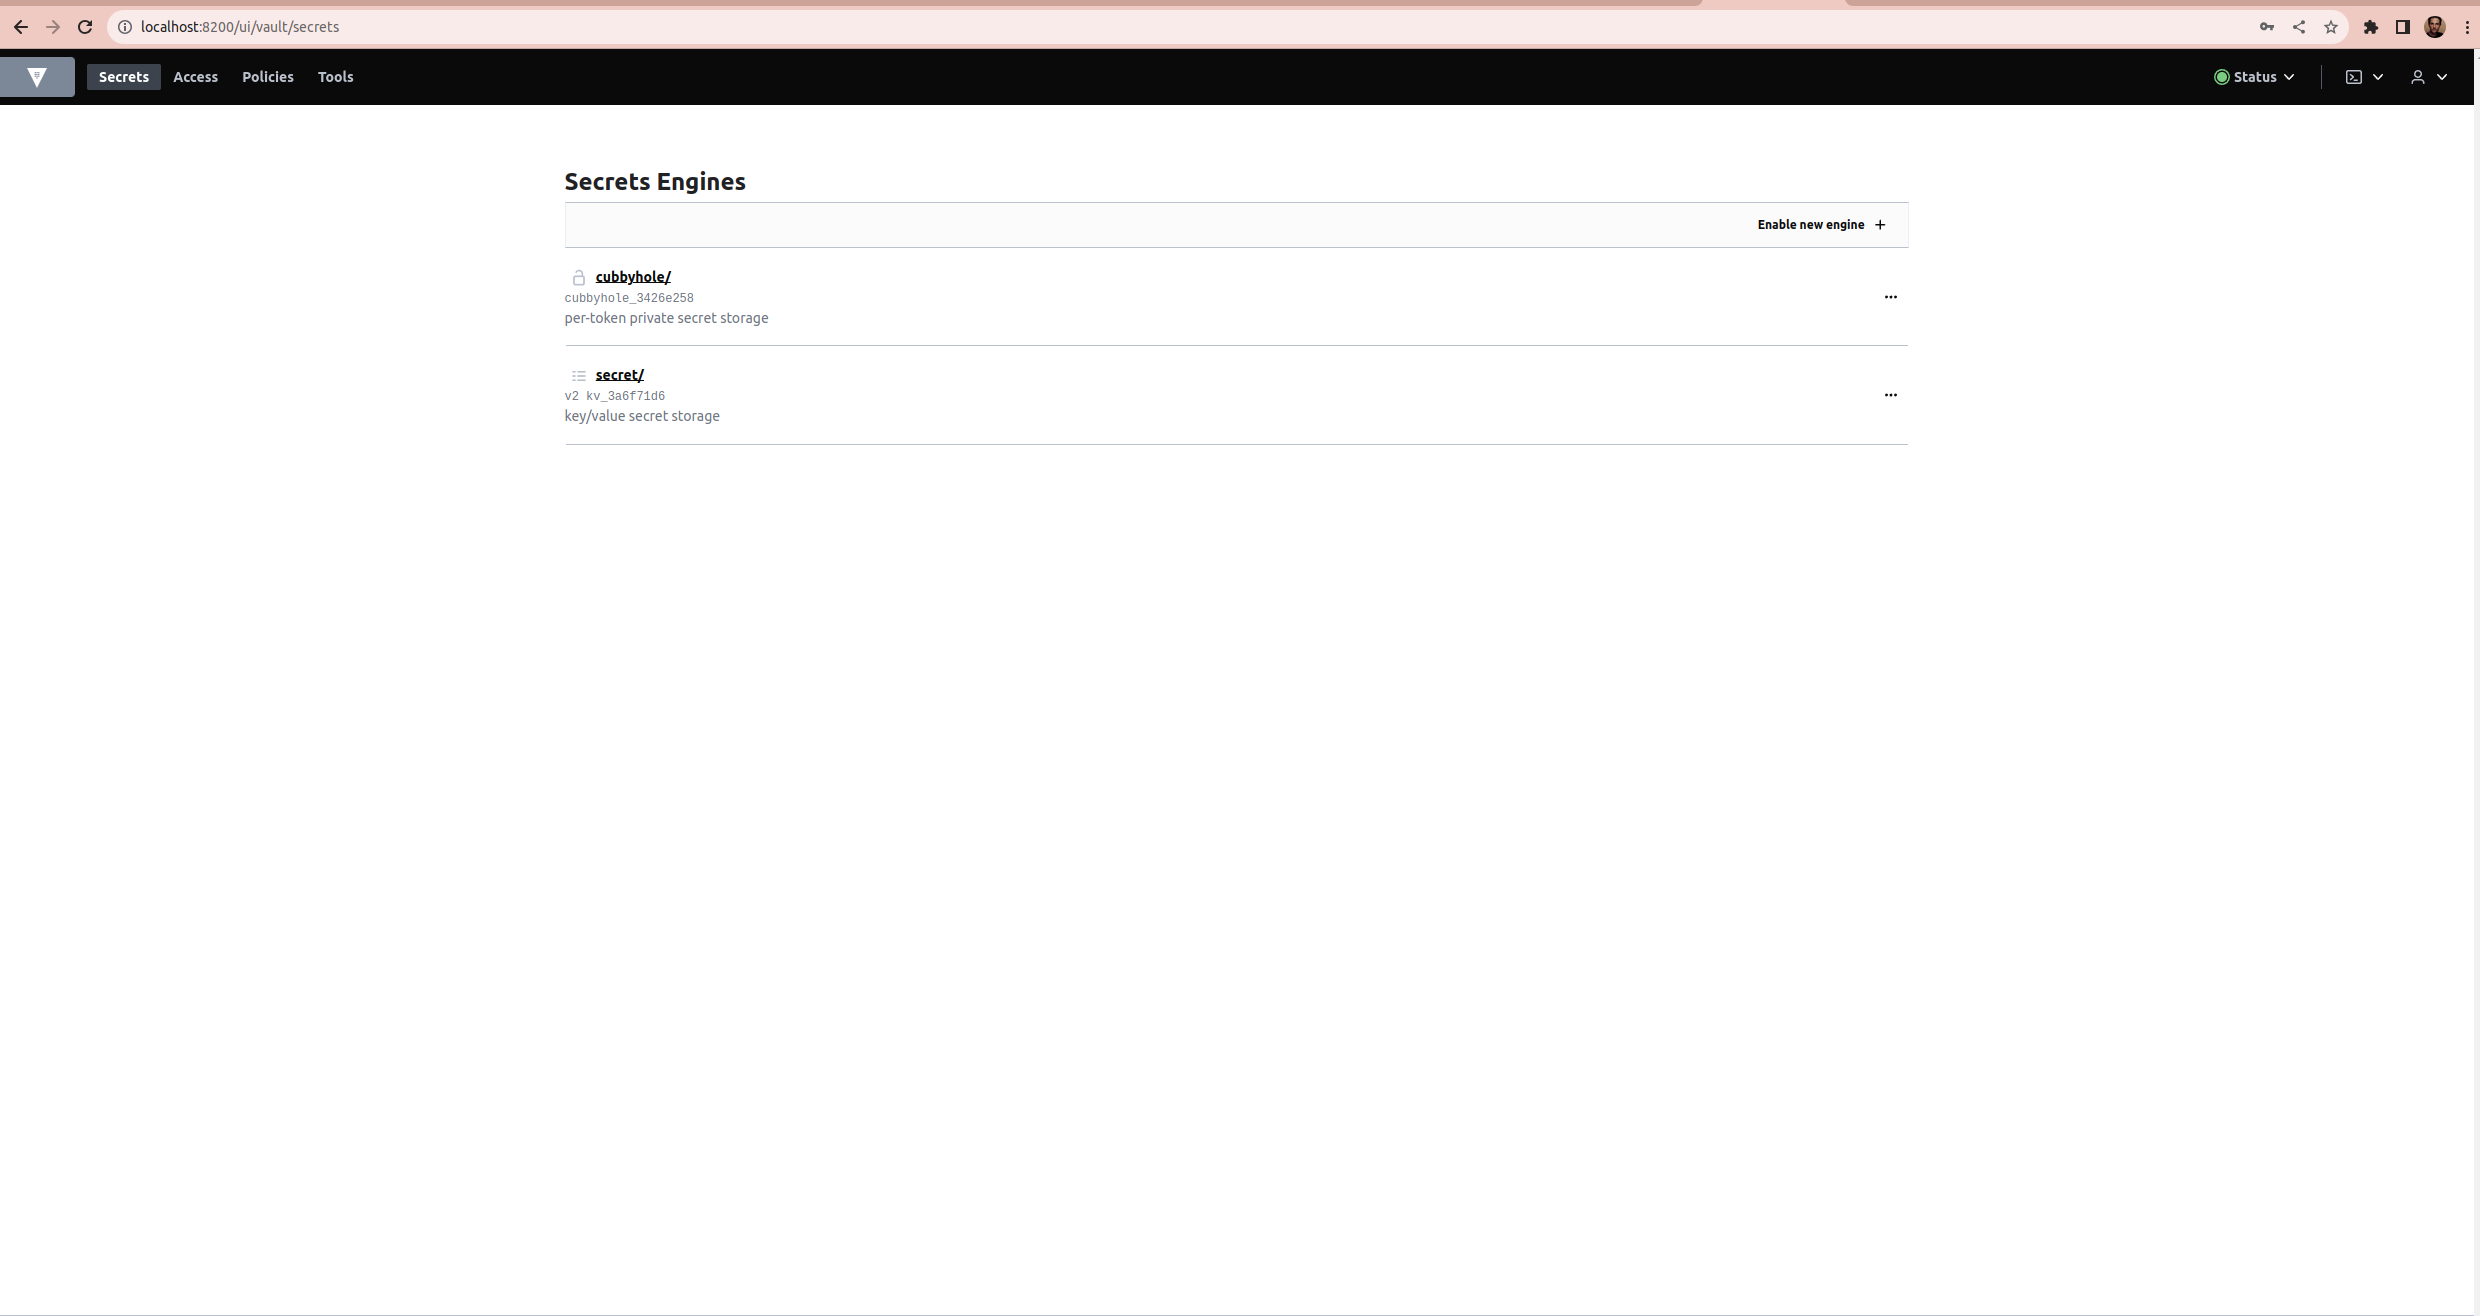 localhost:8200/ui/vault/secrets
Secrets Access Policies Tools Status
Secrets Engines
Enable new engine +
cubbyhole/
cubbyhole_3426e258
per-token private secret storage
secret/
v2 kv_3a6f71d6
key/value secret storage